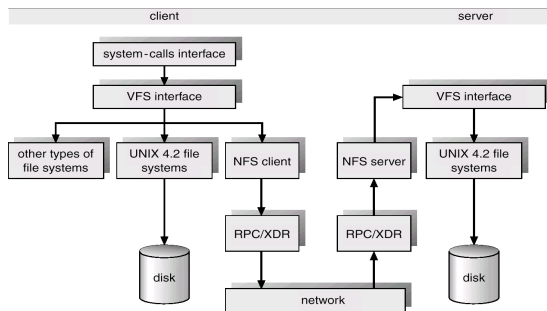 client
server
system-calls interface
VFS interface
VFS interface
other types of
file systems
UNIX 4.2 file
systems
NFS client
NFS server
UNIX 4.2 file
systems
RPC/XDR
RPC/XDR
disk
disk
network